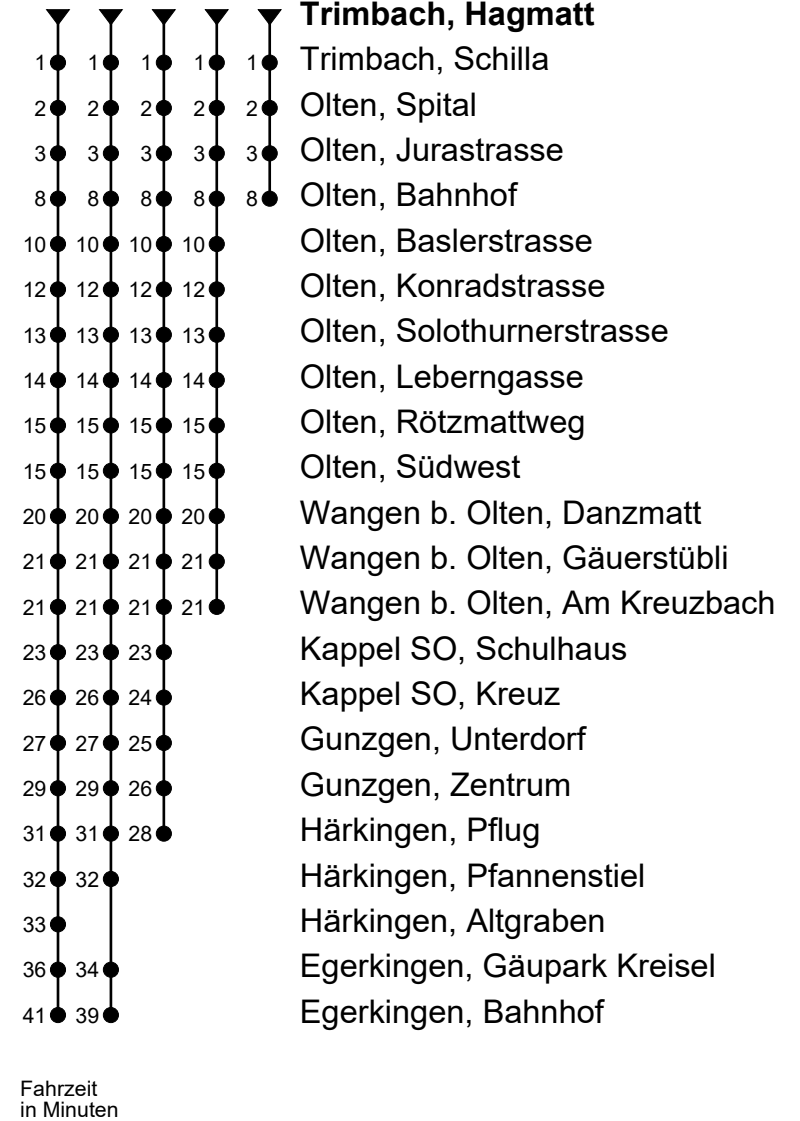 Trimbach, Hagmatt
1 1 1 1 1 Trimbach, Schilla
2 2 2 2 2 Olten, Spital
3 3 3 3 3 Olten, Jurastrasse
8 8 8 8 8 Olten, Bahnhof
10 10 10 10 Olten, Baslerstrasse
12 12 12 12 Olten, Konradstrasse
13 13 13 13 Olten, Solothurnerstrasse
14 14 14 14 Olten, Leberngasse
15 15 15 15 Olten, Rötzmattweg
15 15 15 15 Olten, Südwest
20 20 20 20 Wangen b. Olten, Danzmatt
21 21 21 21 Wangen b. Olten, Gäuerstübli
21 21 21 21 Wangen b. Olten, Am Kreuzbach
23 23 23 Kappel SO, Schulhaus
26 26 24 Kappel SO, Kreuz
27 27 25 Gunzgen, Unterdorf
29 29 26 Gunzgen, Zentrum
31 31 28 Härkingen, Pflug
32 32 Härkingen, Pfannenstiel
33 Härkingen, Altgraben
36 34 Egerkingen, Gäupark Kreisel
41 39 Egerkingen, Bahnhof
Fahrzeit
in Minuten